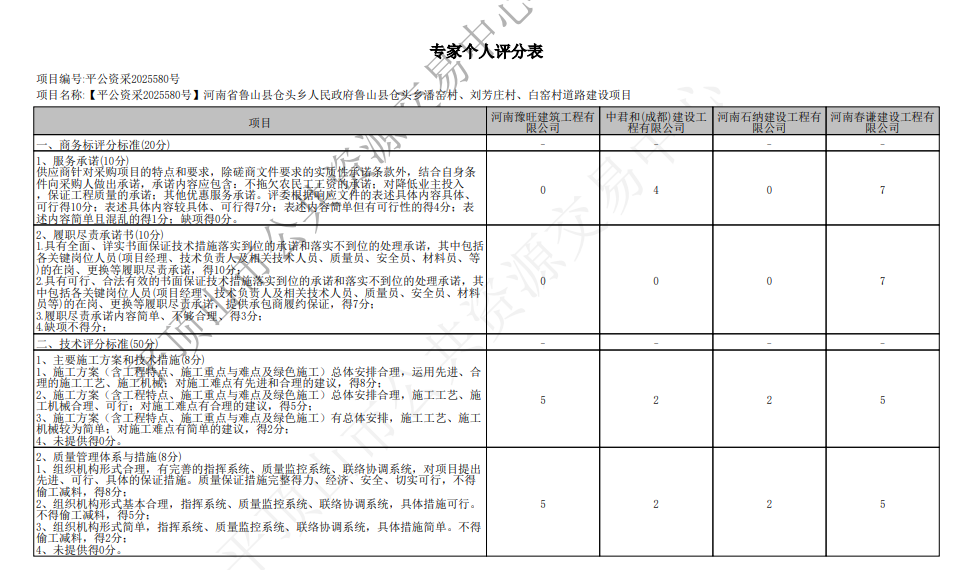 专家个人评分表
项目编号:平公资采2025580号
项目名称:【平公资采2025580号】河南省鲁山县仓头乡人民政府鲁山县仓头乡潘窑村、刘芳庄村、白窑村道路建设项目
项目
河南豫旺建筑工程有限公司
中君和(成都)建设工程有限公司
河南石纳建设工程有限公司
河南春谦建设工程有限公司
一、商务标评分标准(20分)
-
-
-
-
1、服务承诺(10分)
供应商针对采购项目的特点和要求，除磋商文件要求的实质性承诺条款外，结合自身条
件向采购人做出承诺，承诺内容应包含：不拖欠农民工工资的承诺；对降低业主投入
，保证工程质量的承诺；其他优惠服务承诺。评委根据响应文件的表述具体内容具体、
可行得10分；表述具体内容较具体、可行得7分；表述内容简单但有可行性的得4分；表
述内容简单且混乱的得1分；缺项得0分。
0
4
0
7
2、履职尽责承诺书(10分)
1.具有全面、详实书面保证技术措施落实到位的承诺和落实不到位的处理承诺，其中包括
各关键岗位人员(项目经理、技术负责人及相关技术人员、质量员、安全员、材料员、等
)的在岗、更换等履职尽责承诺，得10分；
2.具有可行、合法有效的书面保证技术措施落实到位的承诺和落实不到位的处理承诺，其
中包括各关键岗位人员(项目经理、技术负责人及相关技术人员、质量员、安全员、材料
员等)的在岗、更换等履职尽责承诺、提供承包商履约保证，得7分；
3.履职尽责承诺内容简单、不够合理、得3分；
4.缺项不得分；
0
0
0
7
二、技术评分标准(50分)
-
-
-
-
1、主要施工方案和技术措施(8分)
1、施工方案（含工程特点、施工重点与难点及绿色施工）总体安排合理，运用先进、合
理的施工工艺、施工机械，对施工难点有先进和合理的建议，得8分；
2、施工方案（含工程特点、施工重点与难点及绿色施工）总体安排合理，施工工艺、施
工机械合理、可行；对施工难点有合理的建议，得5分；
3、施工方案（含工程特点、施工重点与难点及绿色施工）有总体安排，施工工艺、施工
机械较为简单；对施工难点有简单的建议，得2分；
4、未提供得0分。
5
2
2
5
2、质量管理体系与措施(8分)
1、组织机构形式合理，有完善的指挥系统、质量监控系统、联络协调系统，对项目提出
先进、可行、具体的保证措施。质量保证措施完整得力、经济、安全、切实可行，不得
偷工减料，得8分；
2、组织机构形式基本合理，指挥系统、质量监控系统、联络协调系统，具体措施可行。
不得偷工减料，得5分；
3、组织机构形式简单，指挥系统、质量监控系统、联络协调系统，具体措施简单。不得
偷工减料，得2分；
4、未提供得0分。
5
2
2
5